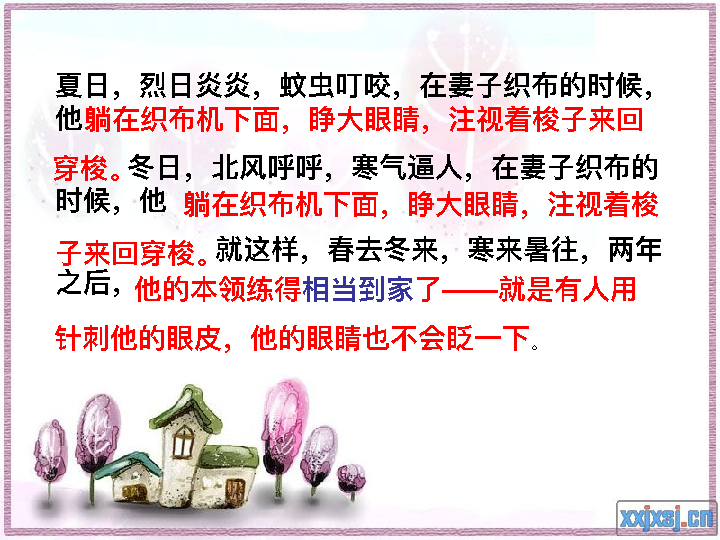 夏日，烈日炎炎，蚊虫叮咬，在妻子织布的时候，
他躺在织布机下面，睁大眼睛，注视着梭子来回
穿梭。冬日，北风呼呼，寒气逼人，在妻子织布的
时候，他 躺在织布机下面，睁大眼睛，注视着梭
子来回穿梭。就这样，春去冬来，寒来暑往，两年
之后，他的本领练得相当到家了——就是有人用
针刺他的眼皮，他的眼睛也不会眨一下。
xxjxsj.cn